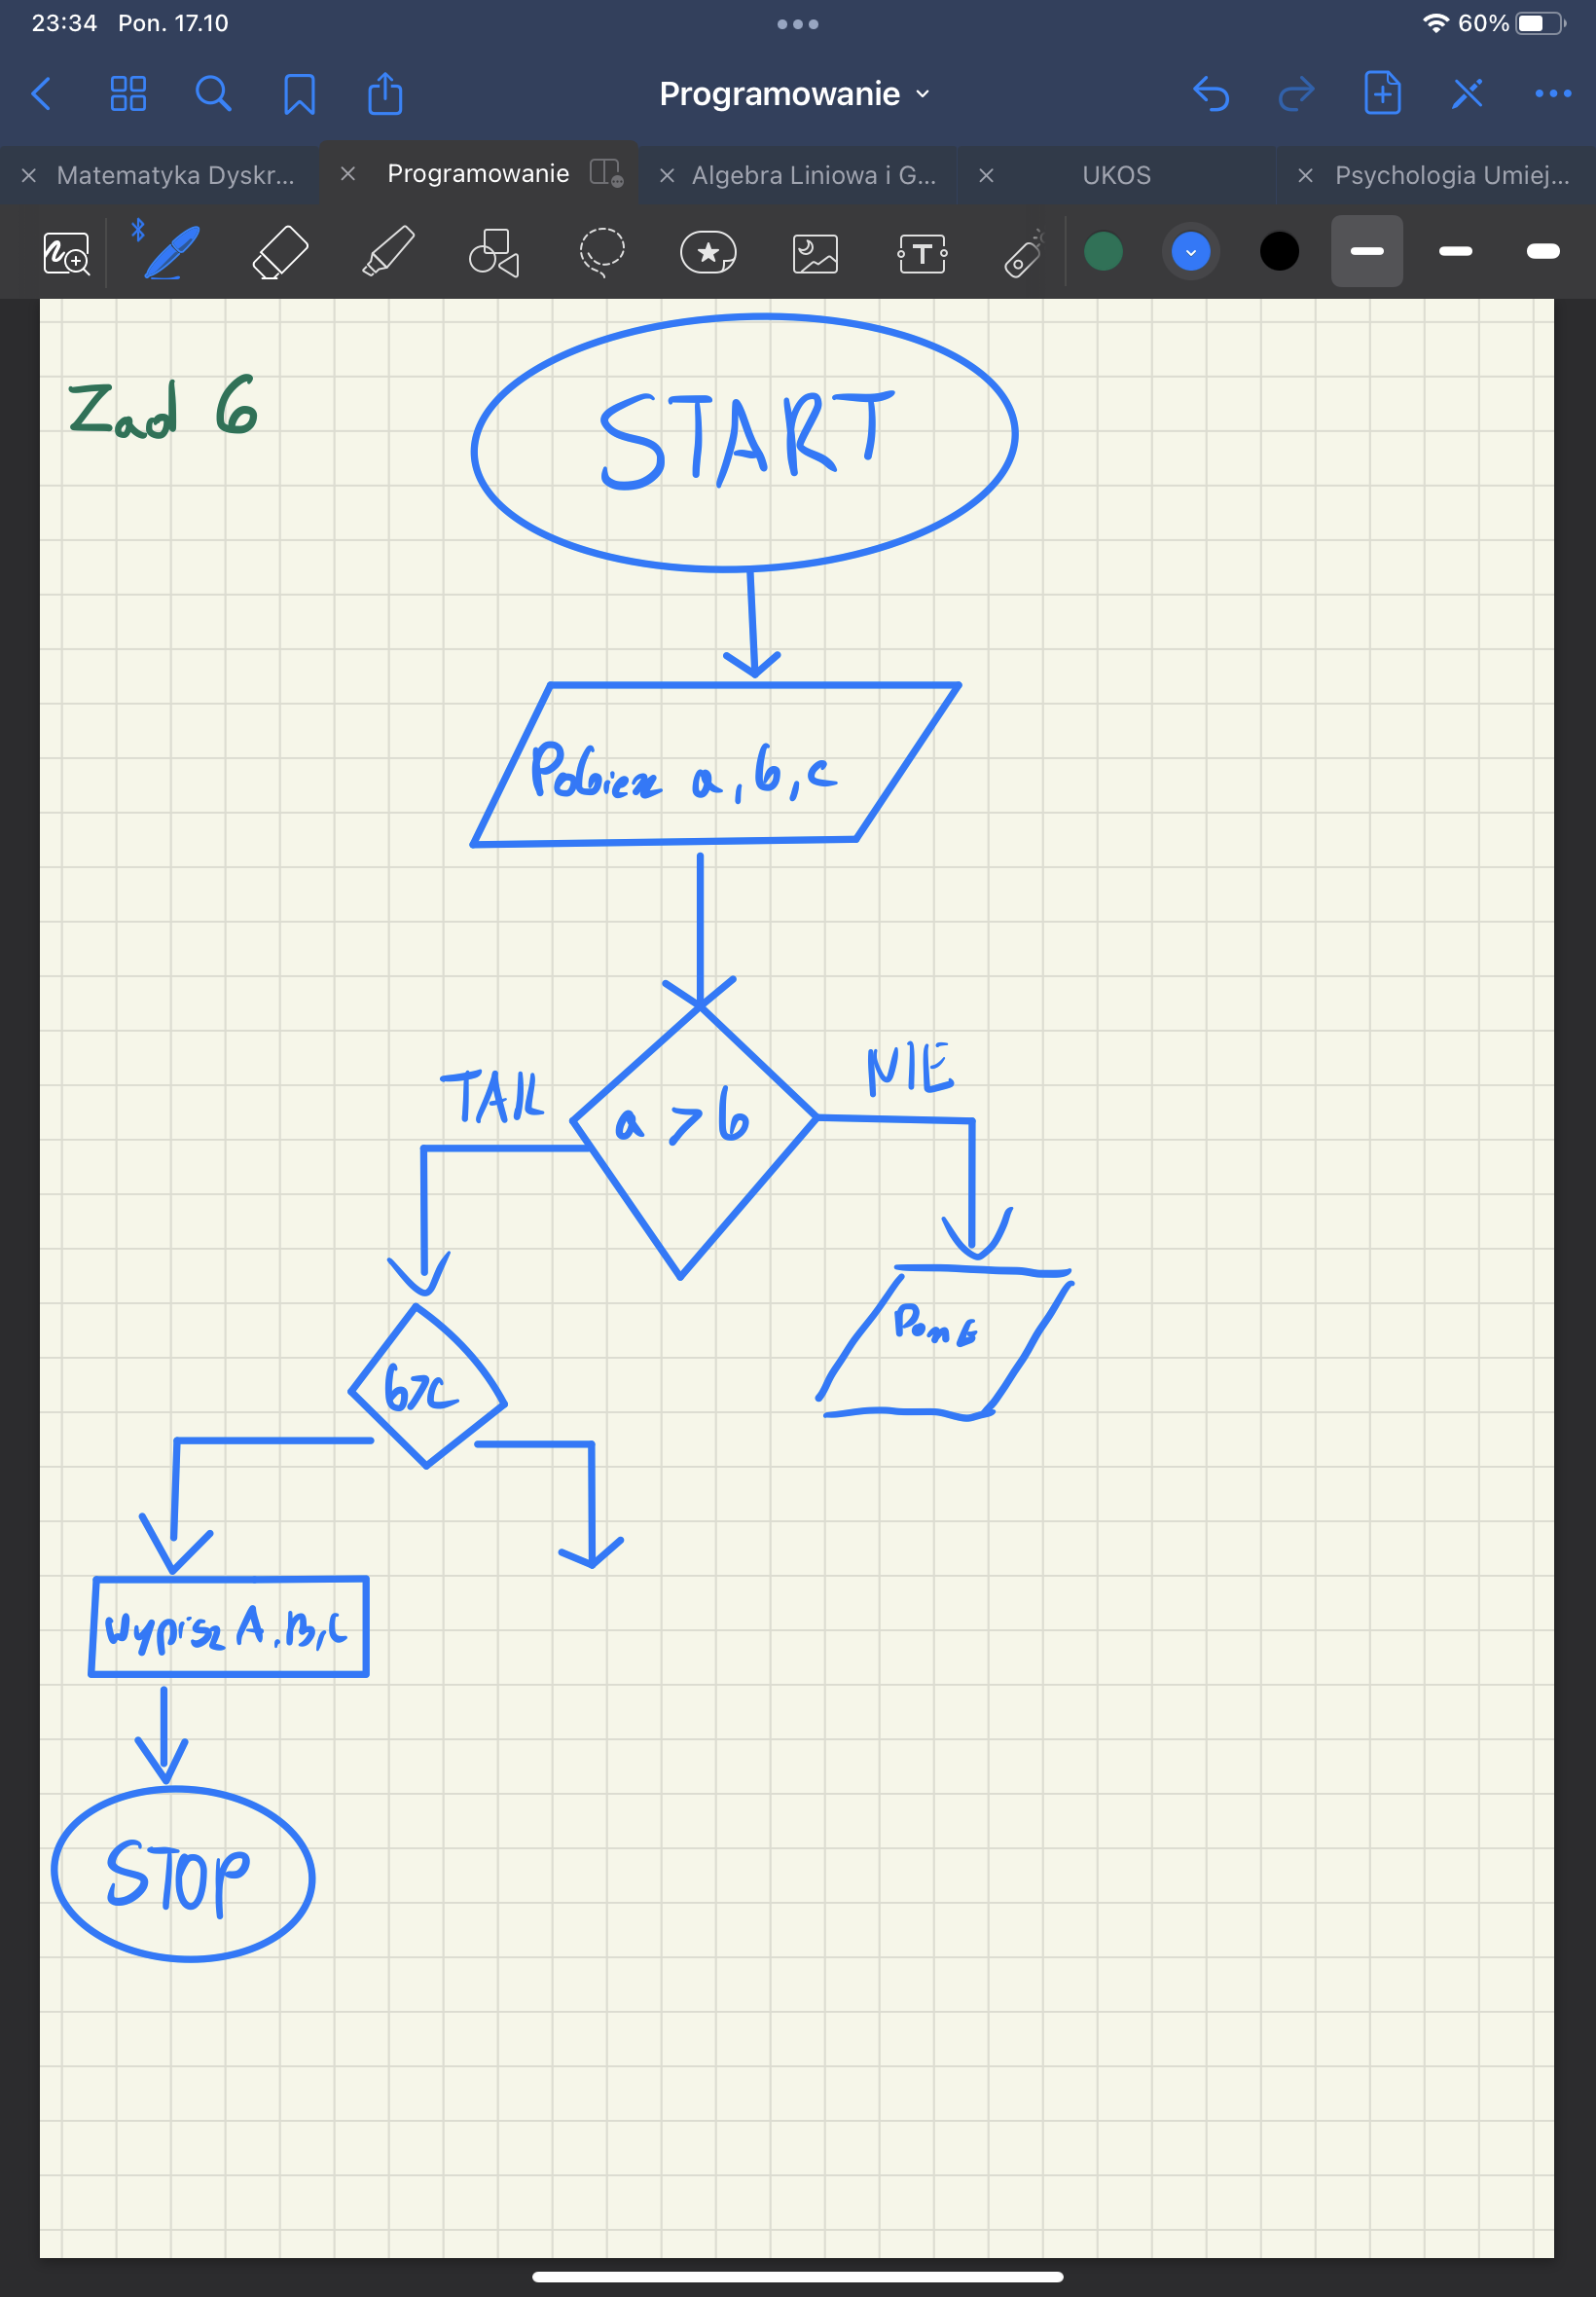 23:34 Pon. 17.10
60%
Programowanie
Matematyka Dyskr...
Programowanie
Algebra Liniowa i G...
UKOS
Psychologia Umiej...
T
Zad 6
START
Pobierz a, b, c
TAK
NIE
a > b
b>c
Wypisz A, B, C
STOP